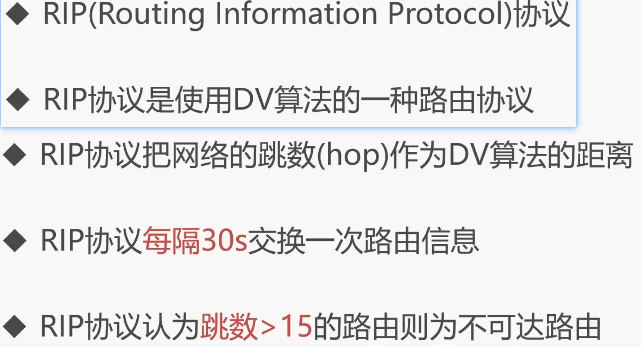 ◆ RIP(Routing Information Protocol)协议
◆ RIP协议是使用DV算法的一种路由协议
◆ RIP协议把网络的跳数(hop)作为DV算法的距离
◆ RIP协议每隔30s交换一次路由信息
◆ RIP协议认为跳数>15的路由则为不可达路由